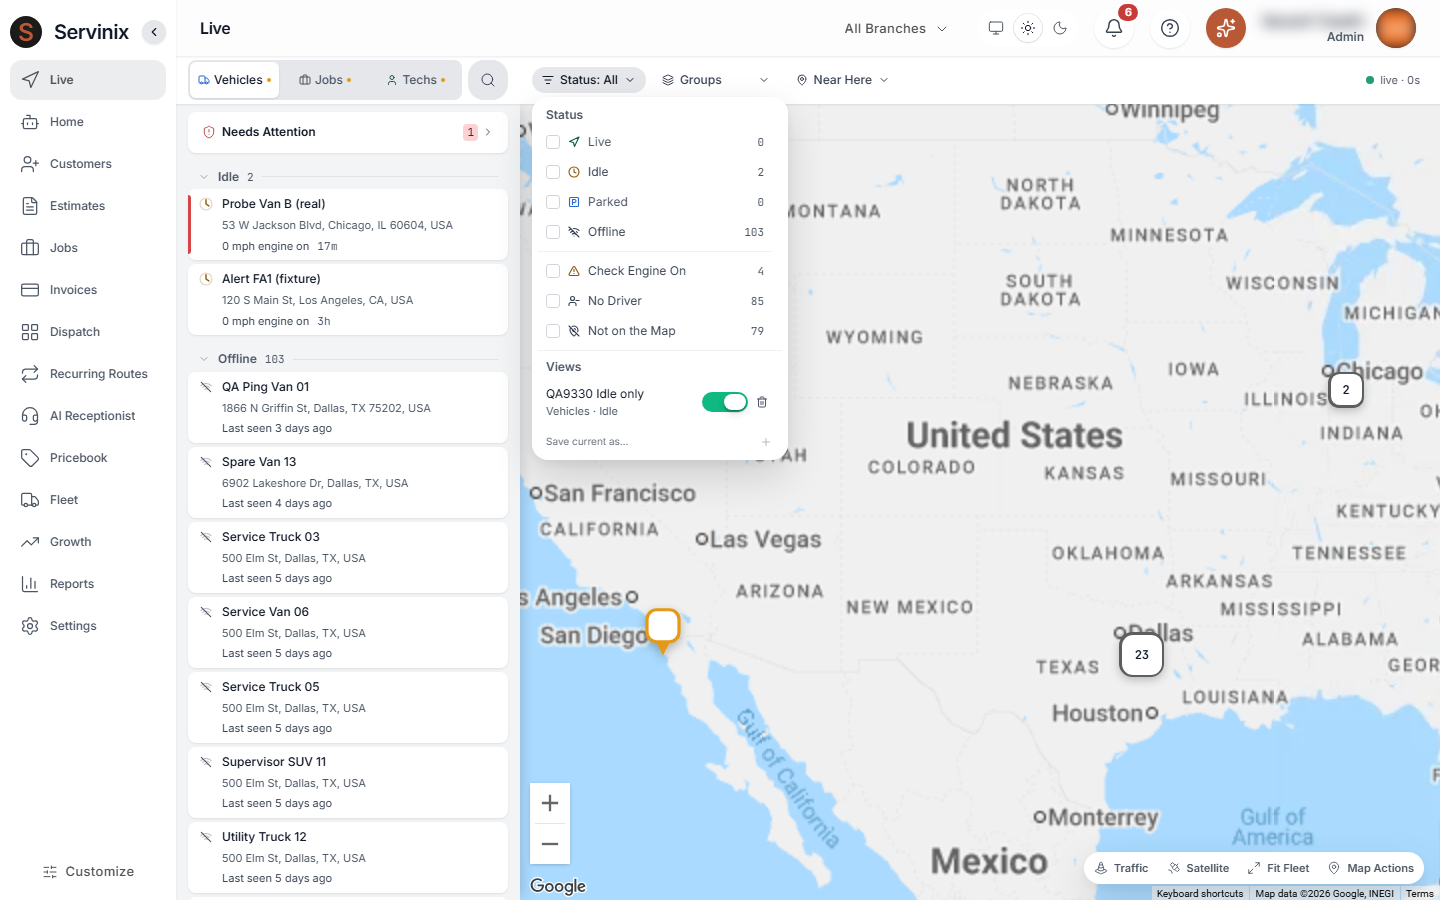 Servinix
Live
All Branches
6
Admin
Live
Home
Customers
Estimates
Jobs
Invoices
Dispatch
Recurring Routes
AI Receptionist
Pricebook
Fleet
Growth
Reports
Settings
Customize
Vehicles
Jobs
Techs
Status: All
Groups
Near Here
live · 0s
Needs Attention 1
Idle 2
Probe Van B (real)
53 W Jackson Blvd, Chicago, IL 60604, USA
0 mph engine on 17m
Alert FA1 (fixture)
120 S Main St, Los Angeles, CA, USA
0 mph engine on 3h
Offline 103
QA Ping Van 01
1866 N Griffin St, Dallas, TX 75202, USA
Last seen 3 days ago
Spare Van 13
6902 Lakeshore Dr, Dallas, TX, USA
Last seen 4 days ago
Service Truck 03
500 Elm St, Dallas, TX, USA
Last seen 5 days ago
Service Van 06
500 Elm St, Dallas, TX, USA
Last seen 5 days ago
Service Truck 05
500 Elm St, Dallas, TX, USA
Last seen 5 days ago
Supervisor SUV 11
500 Elm St, Dallas, TX, USA
Last seen 5 days ago
Utility Truck 12
500 Elm St, Dallas, TX, USA
Last seen 5 days ago
Status
Live 0
Idle 2
Parked 0
Offline 103
Check Engine On 4
No Driver 85
Not on the Map 79
Views
QA9330 Idle only
Vehicles · Idle
Save current as...
Winnipeg
MONTANA
NORTH
DAKOTA
MINNESOTA
SOUTH
DAKOTA
WISCONSIN
MICHIGAN
WYOMING
IOWA
Chicago
NEBRASKA
2
ILLINOIS
INDIANA
United States
UTAH
COLORADO
KANSAS
MISSOURI
San Francisco
CALIFORNIA
KENTUCKY
Las Vegas
OKLAHOMA
TENNESSEE
ARIZONA
ARKANSAS
s Angeles
NEW MEXICO
MISSISSIPPI
San Diego
Dallas
ALABAMA
23
TEXAS
GEOR
LOUISIANA
Houston
Gulf of California
Monterrey
Gulf of
America
Mexico
Traffic
Satellite
Fit Fleet
Map Actions
Google
Keyboard shortcuts
Map data ©2026 Google, INEGI
Terms